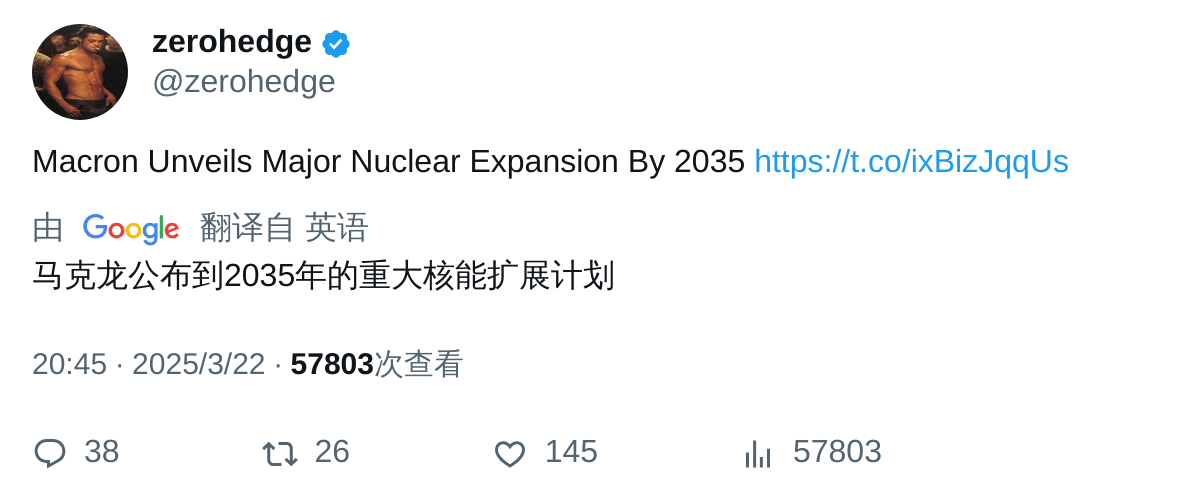 zerohedge
@zerohedge
Macron Unveils Major Nuclear Expansion By 2035 https://t.co/ixBizJqqUs
由 Google 翻译自 英语
马克龙公布到2035年的重大核能扩展计划
20:45 · 2025/3/22 · 57803次查看
38 26 145 57803